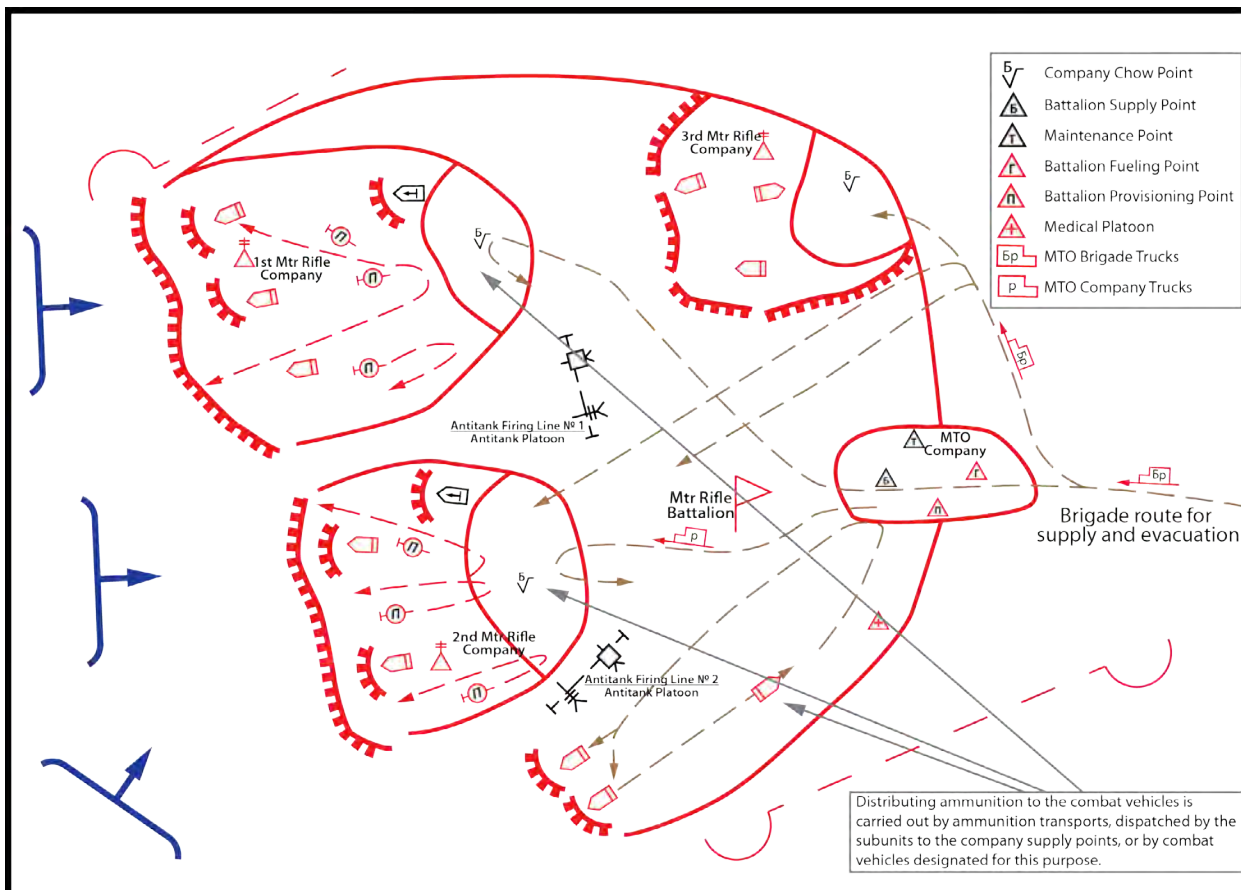 Б
Company Chow Point
Б
Battalion Supply Point
Т
Maintenance Point
Г
Battalion Fueling Point
П
Battalion Provisioning Point
Medical Platoon
Бр
MTO Brigade Trucks
р
MTO Company Trucks
3rd Mtr Rifle
Company
Б
П
Б
1st Mtr Rifle
Company
П
П
Бр
Antitank Firing Line № 1
Antitank Platoon
Т
MTO
Company
Б
Г
П
Бр
Mtr Rifle
Battalion
Brigade route for
supply and evacuation
П
р
Б
П
2nd Mtr Rifle
Company
П
Antitank Firing Line № 2
Antitank Platoon
Distributing ammunition to the combat vehicles is
carried out by ammunition transports, dispatched by the
subunits to the company supply points, or by combat
vehicles designated for this purpose.